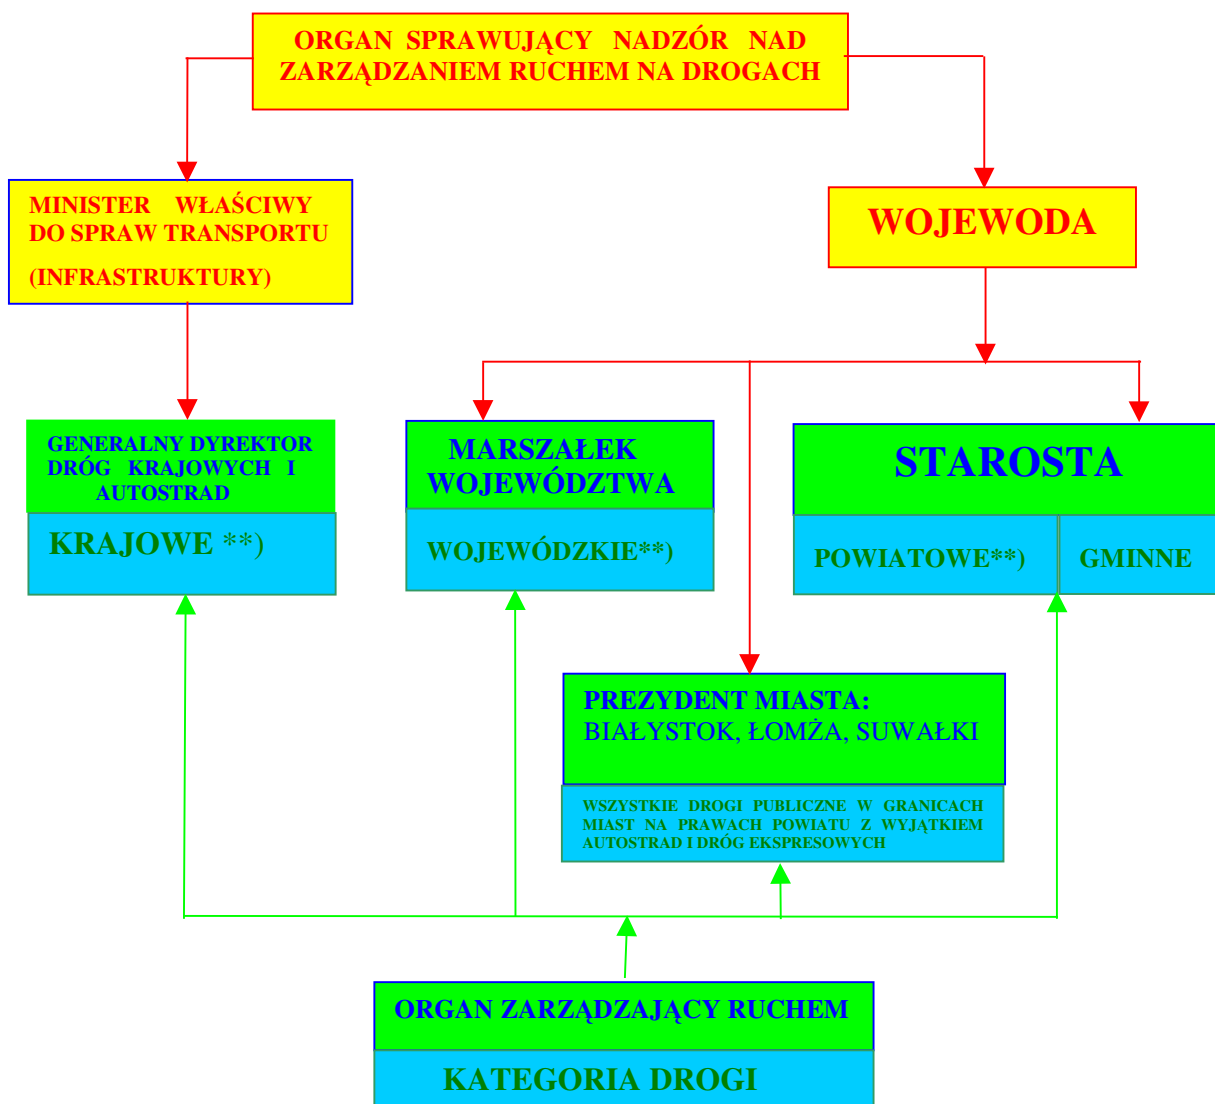 ORGAN SPRAWUJĄCY NADZÓR NAD
ZARZĄDZANIEM RUCHEM NA DROGACH
MINISTER WŁAŚCIWY
DO SPRAW TRANSPORTU
(INFRASTRUKTURY)
WOJEWODA
GENERALNY DYREKTOR
DRÓG KRAJOWYCH I
AUTOSTRAD
KRAJOWE **)
MARSZAŁEK
WOJEWÓDZTWA
WOJEWÓDZKIE**)
STAROSTA
POWIATOWE**)
GMINNE
PREZYDENT MIASTA:
BIAŁYSTOK, ŁOMŻA, SUWAŁKI
WSZYSTKIE DROGI PUBLICZNE W GRANICACH
MIAST NA PRAWACH POWIATU Z WYJĄTKIEM
AUTOSTRAD I DRÓG EKSPRESOWYCH
ORGAN ZARZĄDZAJĄCY RUCHEM
KATEGORIA DROGI